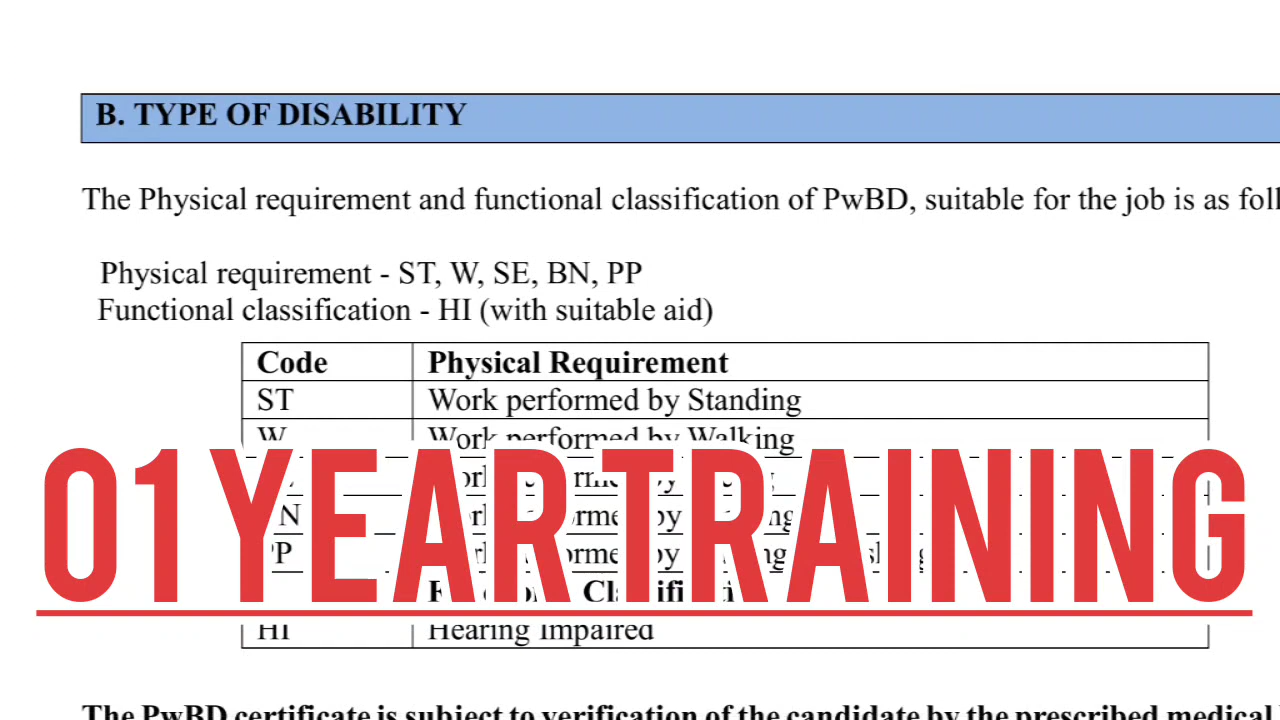 B. TYPE OF DISABILITY
The Physical requirement and functional classification of PwBD, suitable for the job is as foll
Physical requirement - ST, W, SE, BN, PP
Functional classification - HI (with suitable aid)
Code Physical Requirement
ST Work performed by Standing
W Work performed by Walking
01 YEAR TRAINING
HI Hearing Impaired
The PwBD certificate is subject to verification of the candidate by the prescribed medical